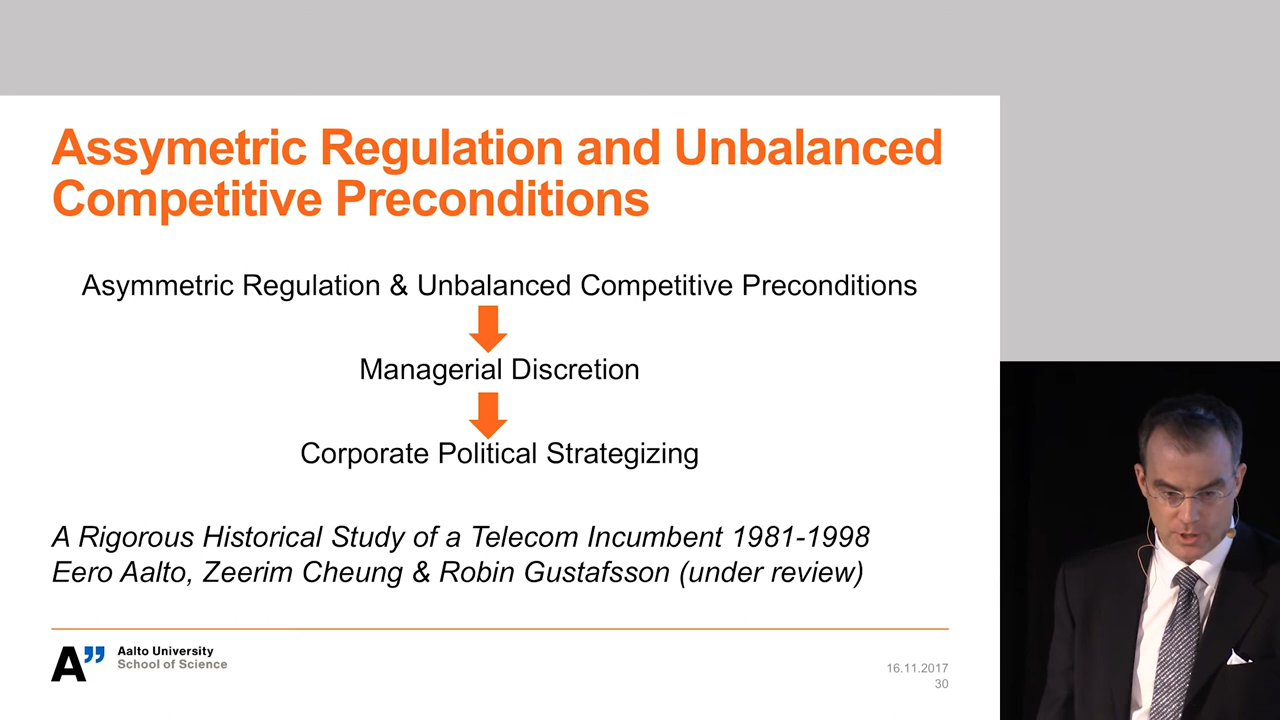 Assymetric Regulation and Unbalanced
Competitive Preconditions
Asymmetric Regulation & Unbalanced Competitive Preconditions
Managerial Discretion
Corporate Political Strategizing
A Rigorous Historical Study of a Telecom Incumbent 1981-1998
Eero Aalto, Zeerim Cheung & Robin Gustafsson (under review)
A”
Aalto University
School of Science
16.11.2017
30